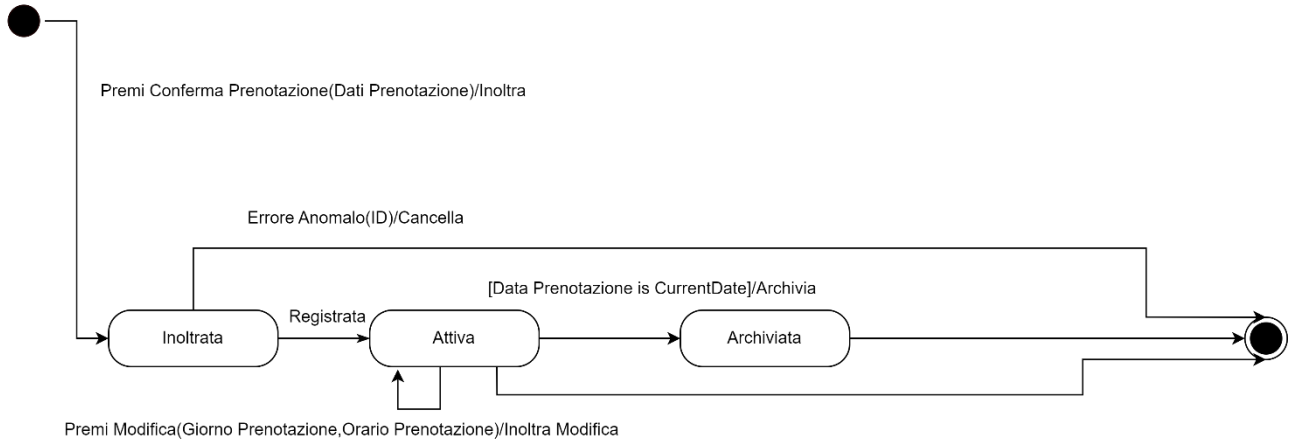 Premi Conferma Prenotazione(Dati Prenotazione)/Inoltra
Errore Anomalo(ID)/Cancella
[Data Prenotazione is CurrentDate]/Archivia
Registrata
Inoltrata
Attiva
Archiviata
Premi Modifica(Giorno Prenotazione,Orario Prenotazione)/Inoltra Modifica